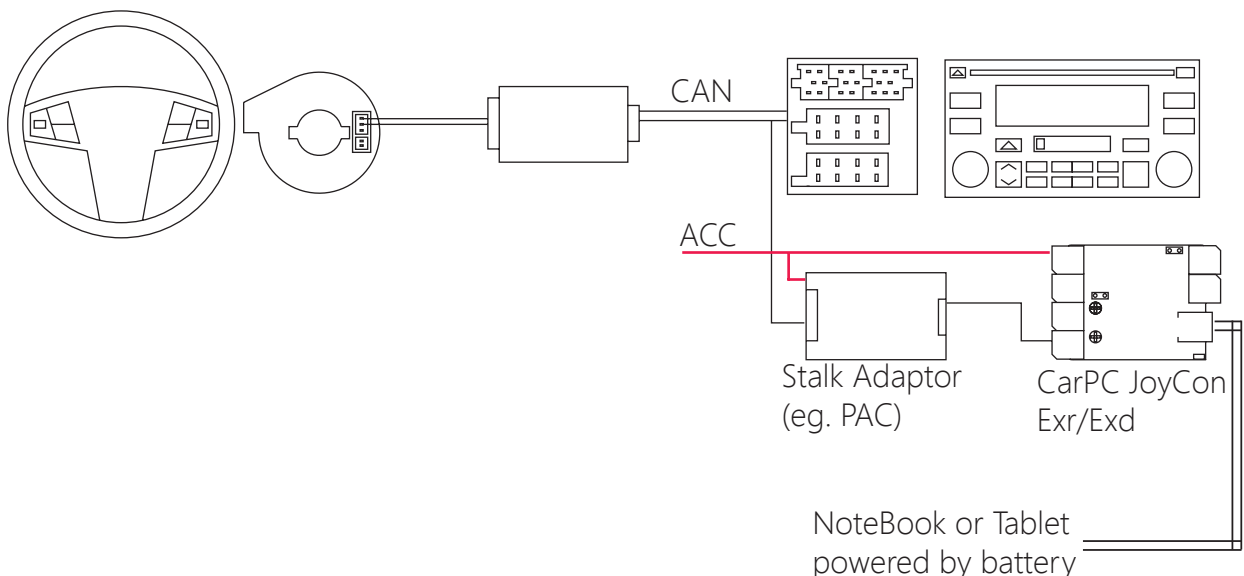 CAN
ACC
Stalk Adaptor
(eg. PAC)
CarPC JoyCon
Exr/Exd
NoteBook or Tablet
powered by battery